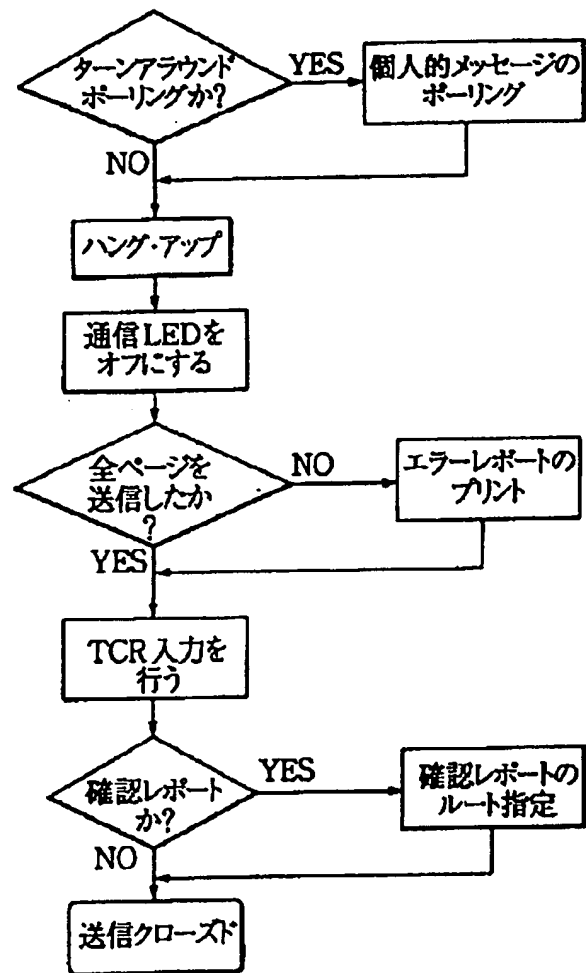 ターンアラウンド
ポーリングか?
YES
個人的メッセージの
ポーリング
NO
ハング・アップ
通信LEDを
オフにする
全ページを
送信したか
?
NO
エラーレポートの
プリント
YES
TCR入力を
行う
確認レポート
か?
YES
確認レポートの
ルート指定
NO
送信クローズド